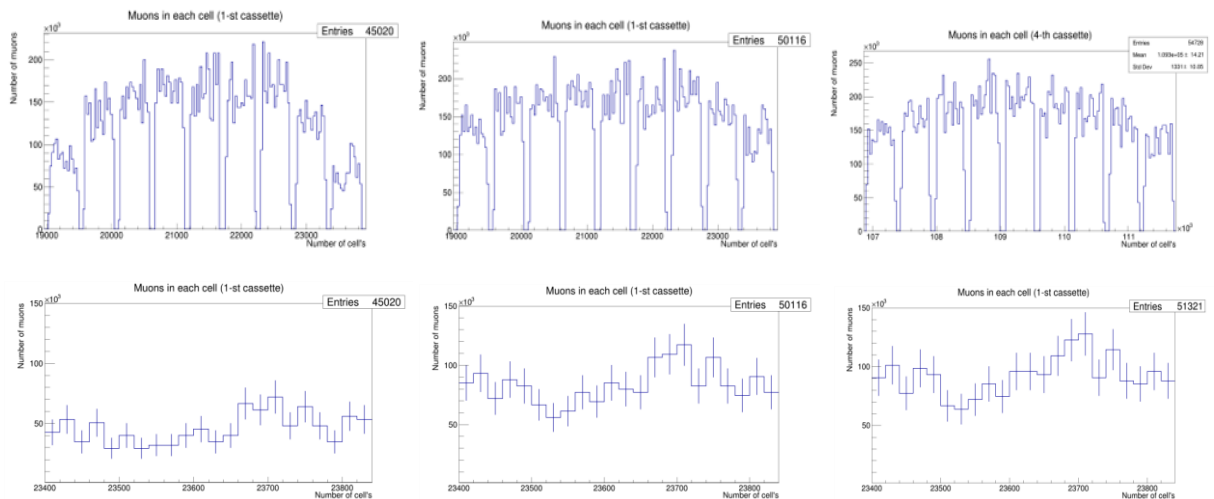 Muons in each cell (1-st cassette)
Entries 45020
×10³
Number of muons
200
150
100
50
0
19000 20000 21000 22000 23000
Number of cell's
Muons in each cell (1-st cassette)
Entries 50116
×10³
Number of muons
250
200
150
100
50
0
19000 20000 21000 22000 23000
Number of cell's
Muons in each cell (4-th cassette)
Entries 54728
Std Dev
×10³
Number of muons
250
200
150
100
50
0
107 108 109 110 111
×10³
Number of cell's
Muons in each cell (1-st cassette)
Entries 45020
×10³
Number of muons
150
100
50
23400 23500 23600 23700 23800
Number of cell's
Muons in each cell (1-st cassette)
Entries 50116
×10³
Number of muons
150
100
50
23400 23500 23600 23700 23800
Number of cell's
Muons in each cell (1-st cassette)
Entries 51321
×10³
Number of muons
150
100
50
23400 23500 23600 23700 23800
Number of cell's